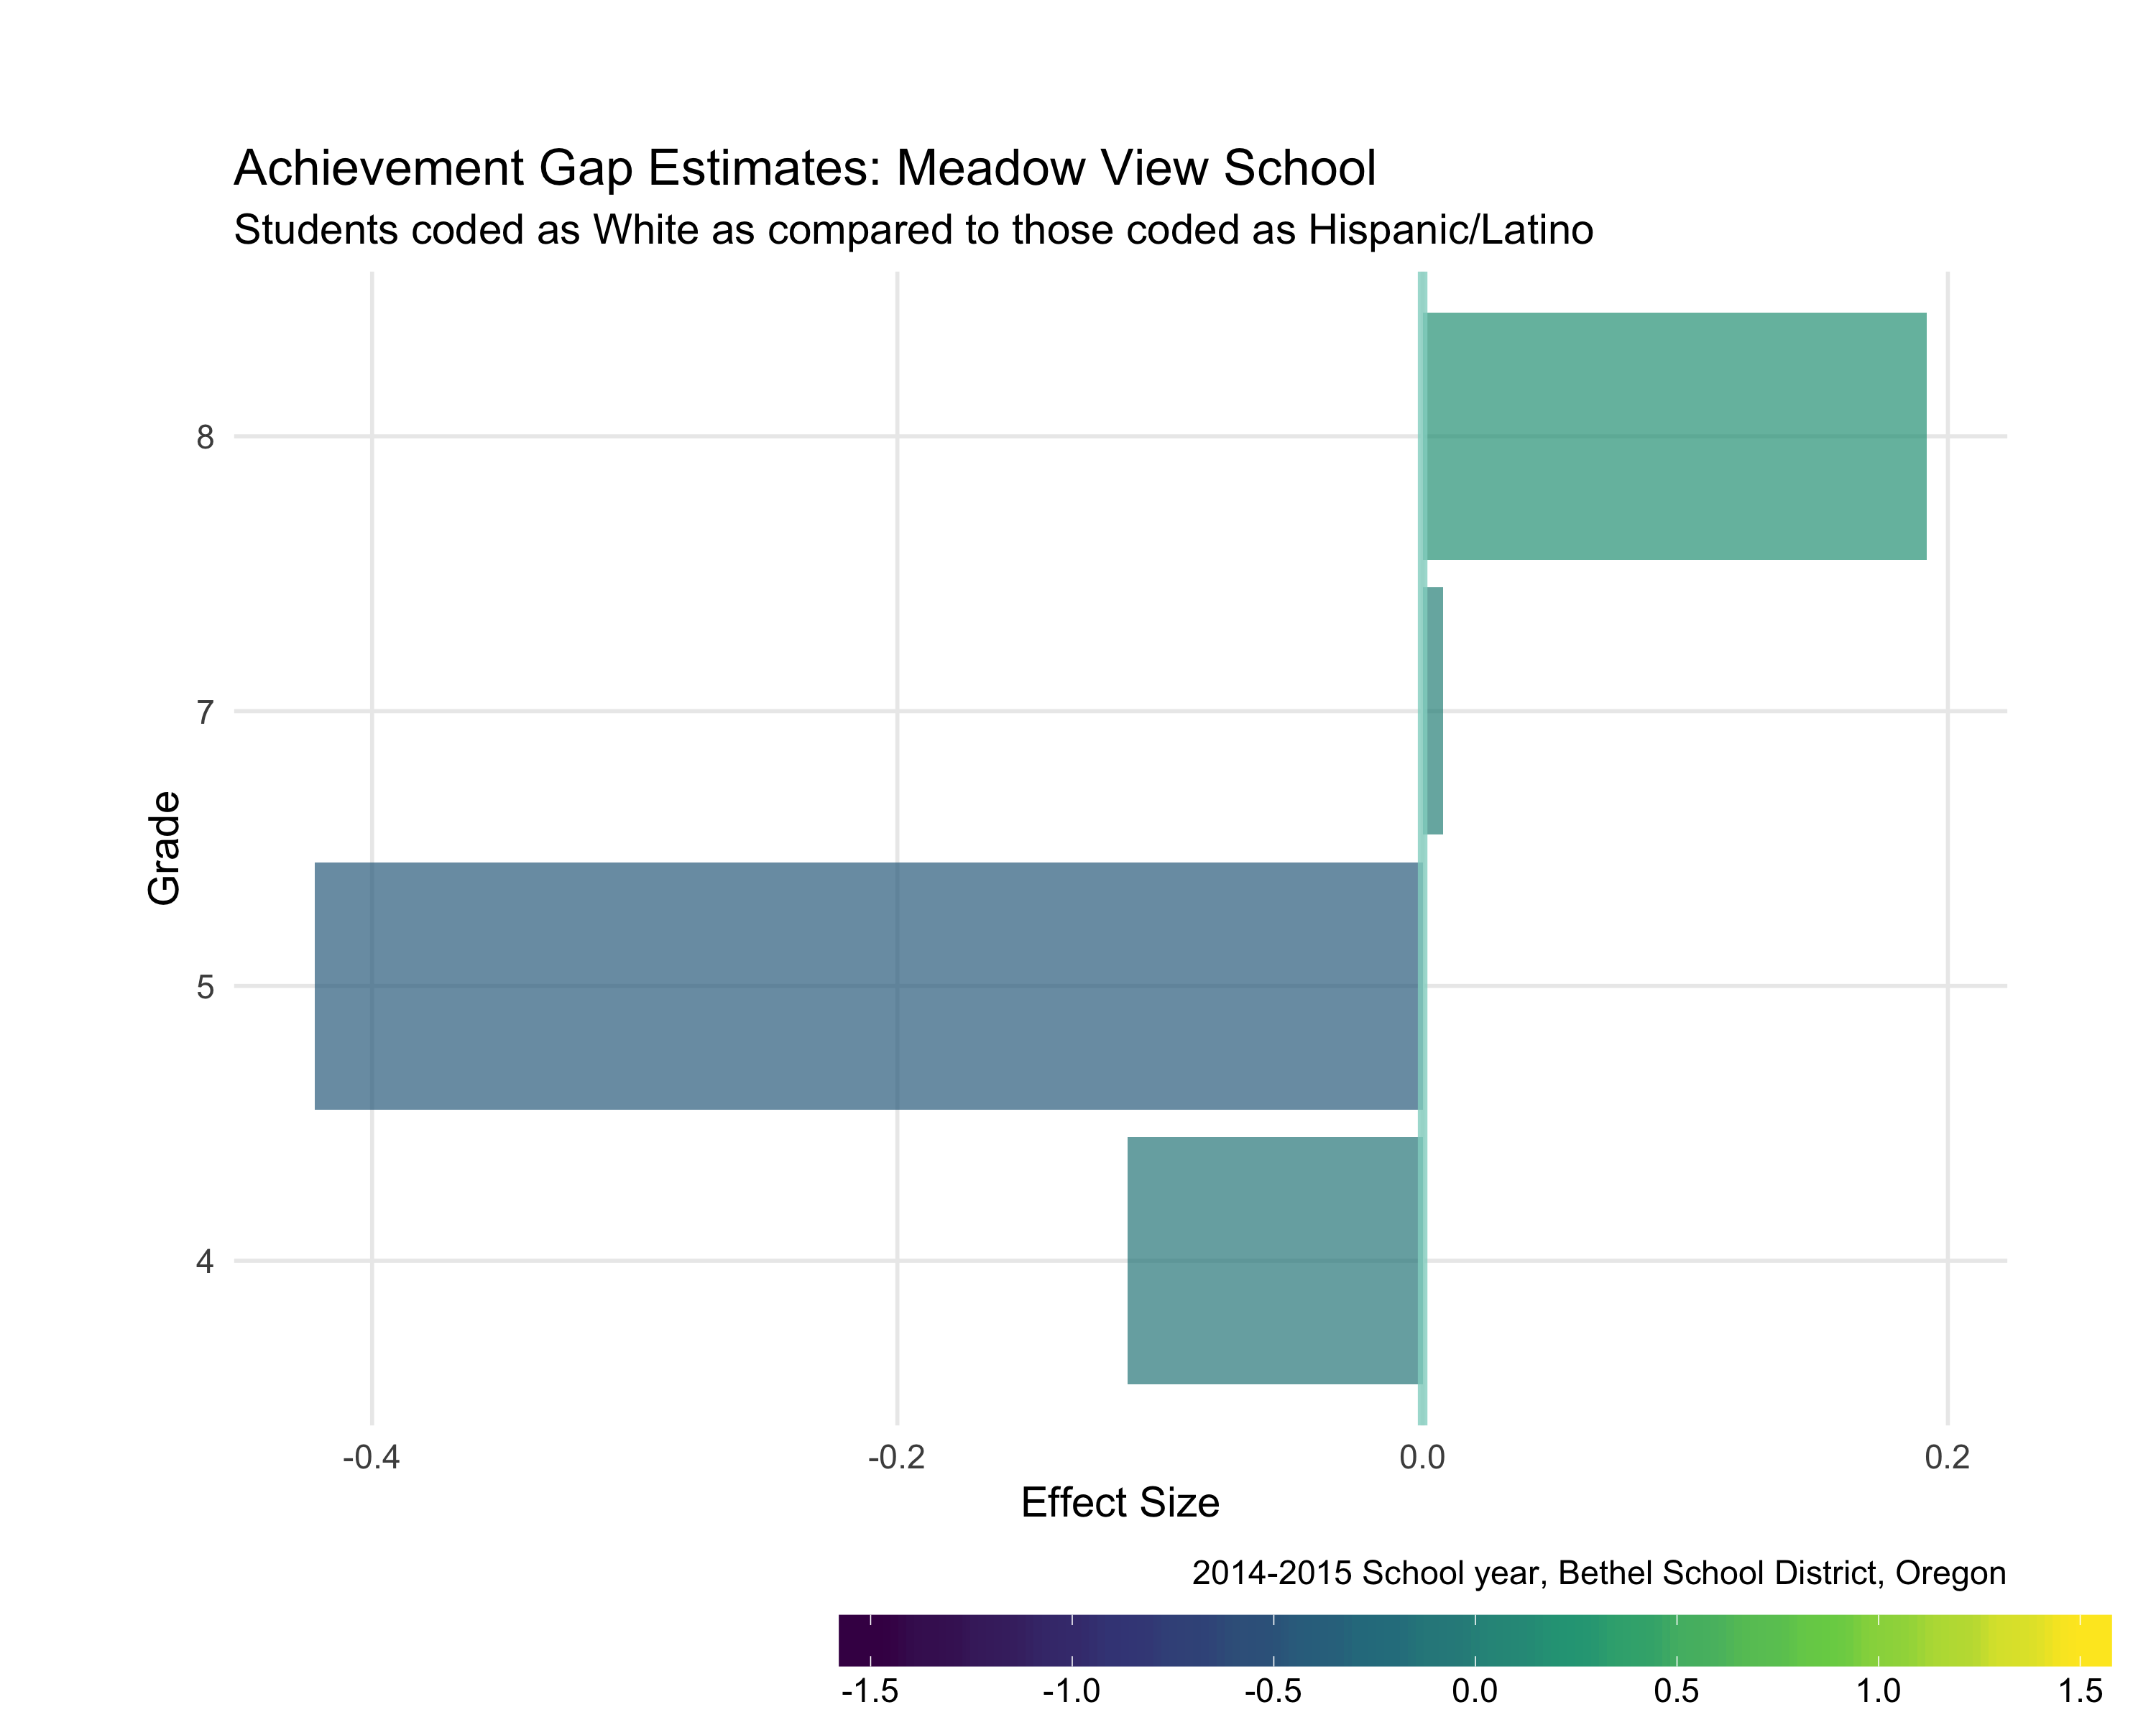 Achievement Gap Estimates: Meadow View School
Students coded as White as compared to those coded as Hispanic/Latino
8
7
Grade
5
4
-0.4 -0.2 0.0 0.2
Effect Size
2014-2015 School year, Bethel School District, Oregon
-1.5 -1.0 -0.5 0.0 0.5 1.0 1.5